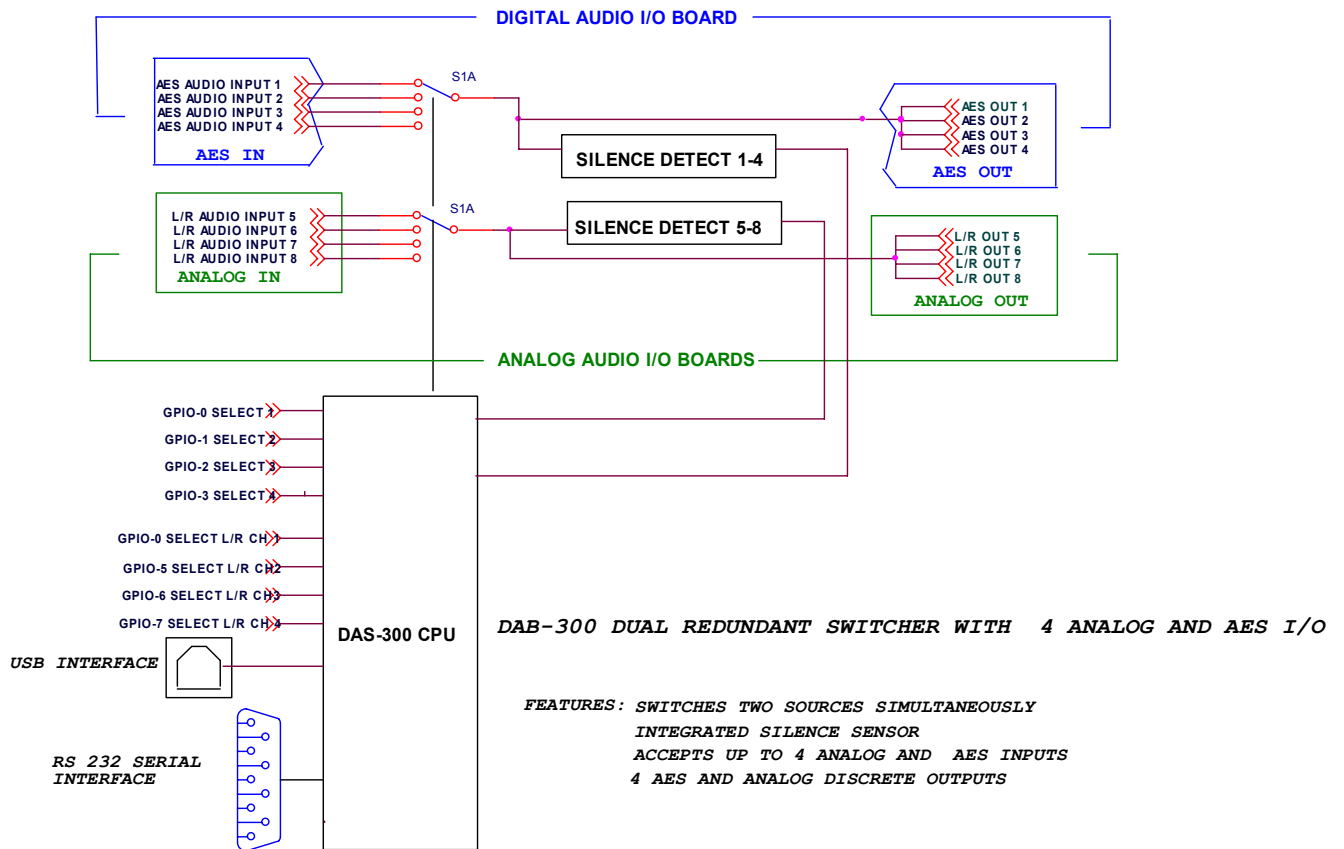 DIGITAL AUDIO I/O BOARD
AES AUDIO INPUT 1
AES AUDIO INPUT 2
AES AUDIO INPUT 3
AES AUDIO INPUT 4
AES IN
S1A
SILENCE DETECT 1-4
AES OUT 1
AES OUT 2
AES OUT 3
AES OUT 4
AES OUT
L/R AUDIO INPUT 5
L/R AUDIO INPUT 6
L/R AUDIO INPUT 7
L/R AUDIO INPUT 8
ANALOG IN
S1A
SILENCE DETECT 5-8
L/R OUT 5
L/R OUT 6
L/R OUT 7
L/R OUT 8
ANALOG OUT
ANALOG AUDIO I/O BOARDS
GPIO-0 SELECT 1
GPIO-1 SELECT 2
GPIO-2 SELECT 3
GPIO-3 SELECT 4
GPIO-0 SELECT L/R CH 1
GPIO-5 SELECT L/R CH2
GPIO-6 SELECT L/R CH3
GPIO-7 SELECT L/R CH 4
DAS-300 CPU
USB INTERFACE
RS 232 SERIAL
INTERFACE
DAB-300 DUAL REDUNDANT SWITCHER WITH 4 ANALOG AND AES I/O
FEATURES: SWITCHES TWO SOURCES SIMULTANEOUSLY
INTEGRATED SILENCE SENSOR
ACCEPTS UP TO 4 ANALOG AND AES INPUTS
4 AES AND ANALOG DISCRETE OUTPUTS